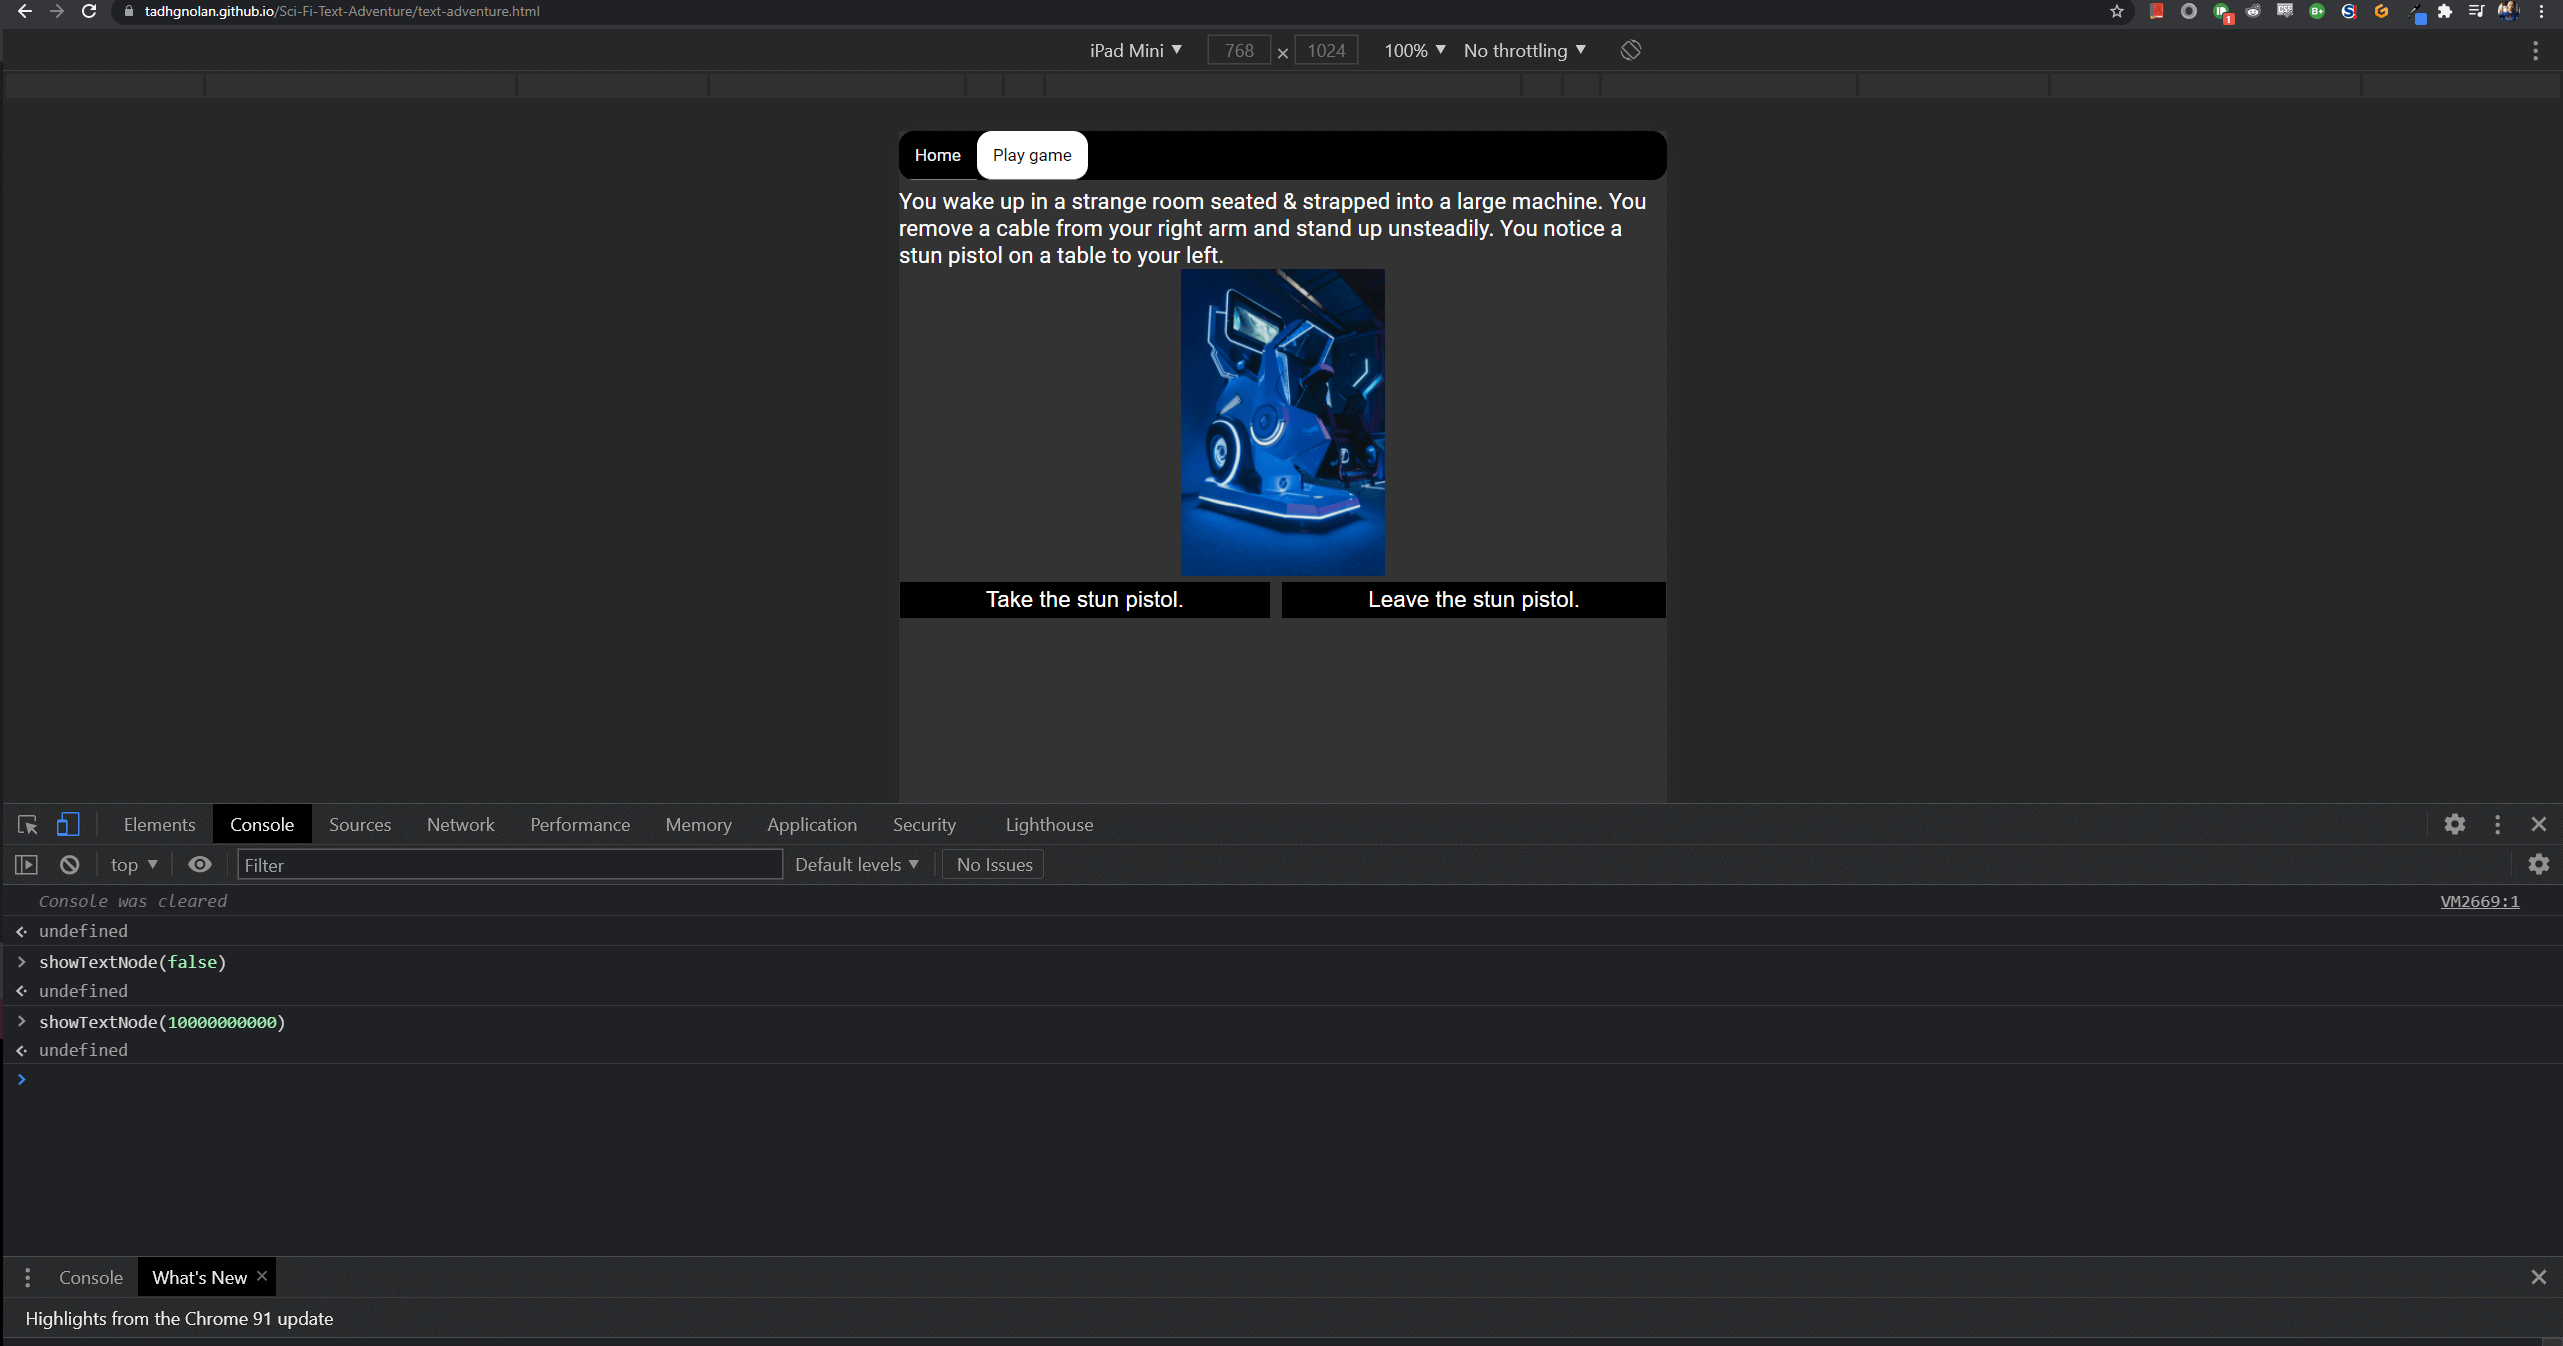 tadhgnolan.github.io/Sci-Fi-Text-Adventure/text-adventure.html
1
CSS
B+
S
iPad Mini ▼ 768 × 1024 100% ▼ No throttling ▼
Home Play game
You wake up in a strange room seated & strapped into a large machine. You
remove a cable from your right arm and stand up unsteadily. You notice a
stun pistol on a table to your left.
Take the stun pistol. Leave the stun pistol.
Elements Console Sources Network Performance Memory Application Security Lighthouse
top ▼ Filter Default levels ▼ No Issues
Console was cleared VM2669:1
undefined
showTextNode(false)
undefined
showTextNode(10000000000)
undefined
Console What's New ×
Highlights from the Chrome 91 update